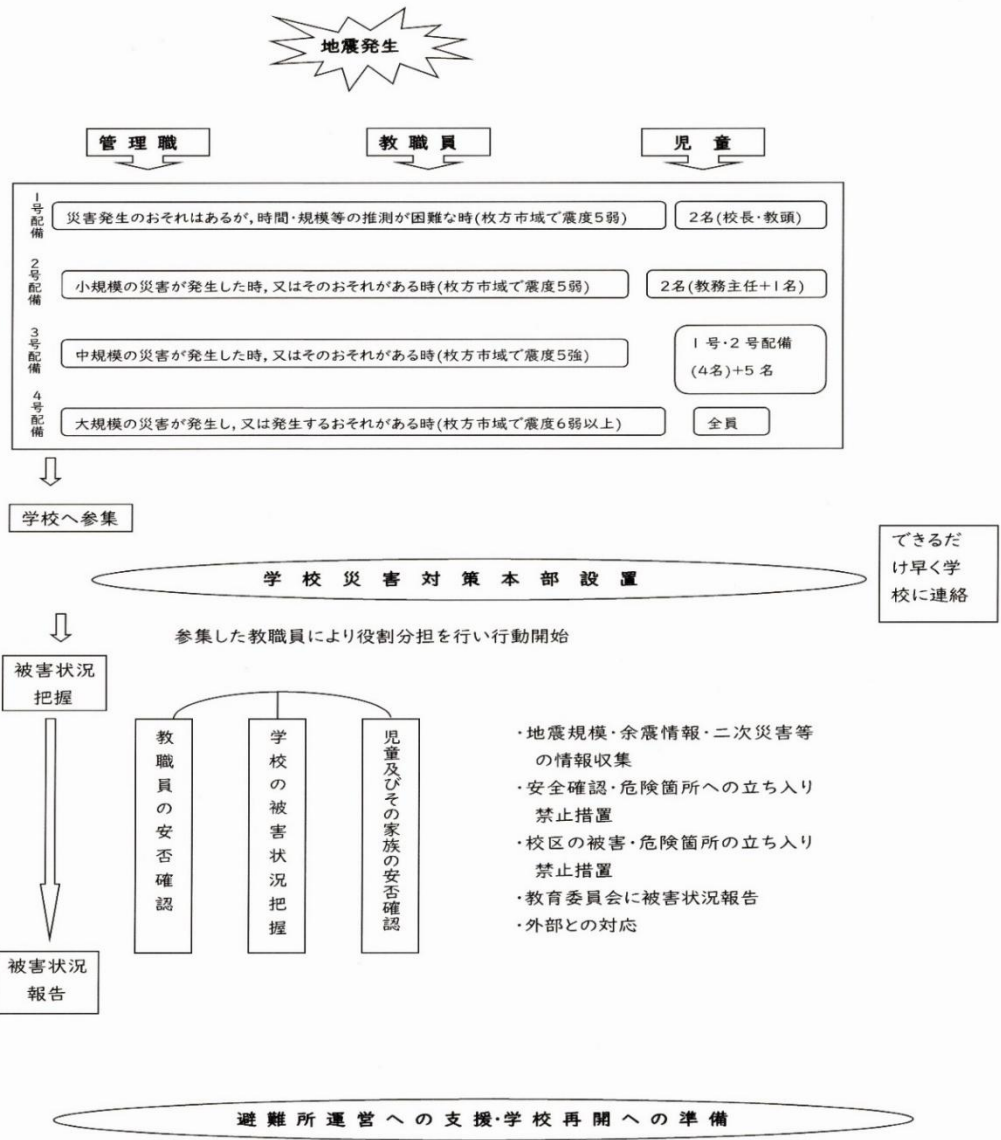 地震発生
管理職
教職員
児童
1号配備
災害発生のおそれはあるが,時間・規模等の推測が困難な時(枚方市域で震度5弱)
2名(校長・教頭)
2号配備
小規模の災害が発生した時,又はそのおそれがある時(枚方市域で震度5弱)
2名(教務主任+1名)
3号配備
中規模の災害が発生した時,又はそのおそれがある時(枚方市域で震度5強)
1号・2号配備
(4名)+5名
4号配備
大規模の災害が発生し,又は発生するおそれがある時(枚方市域で震度6弱以上)
全員
学校へ参集
できるだ
け早く学
校に連絡
学校災害対策本部設置
参集した教職員により役割分担を行い行動開始
被害状況
把握
教職員の安否確認
学校の被害状況把握
児童及びその家族の安否確認
・地震規模・余震情報・二次災害等
の情報収集
・安全確認・危険箇所への立ち入り
禁止措置
・校区の被害・危険箇所の立ち入り
禁止措置
・教育委員会に被害状況報告
・外部との対応
被害状況
報告
避難所運営への支援・学校再開への準備